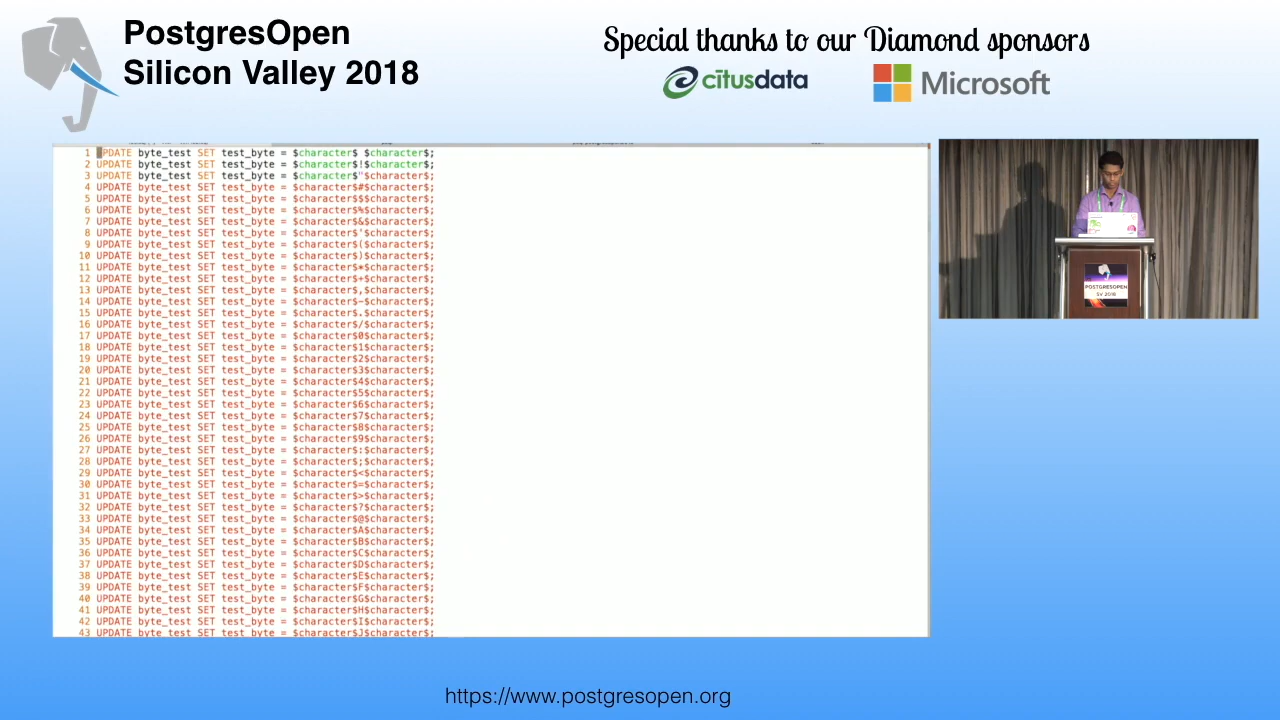 PostgresOpen
Silicon Valley 2018
Special thanks to our Diamond sponsors
citusdata
Microsoft
1 UPDATE byte_test SET test_byte = $character$ $character$;
2 UPDATE byte_test SET test_byte = $character$!$character$;
3 UPDATE byte_test SET test_byte = $character$"$character$;
4 UPDATE byte_test SET test_byte = $character$#$character$;
5 UPDATE byte_test SET test_byte = $character$$$character$;
6 UPDATE byte_test SET test_byte = $character$%$character$;
7 UPDATE byte_test SET test_byte = $character$&$character$;
8 UPDATE byte_test SET test_byte = $character$'$character$;
9 UPDATE byte_test SET test_byte = $character$($character$;
10 UPDATE byte_test SET test_byte = $character$)$character$;
11 UPDATE byte_test SET test_byte = $character$*$character$;
12 UPDATE byte_test SET test_byte = $character$+$character$;
13 UPDATE byte_test SET test_byte = $character$,$character$;
14 UPDATE byte_test SET test_byte = $character$-$character$;
15 UPDATE byte_test SET test_byte = $character$.$character$;
16 UPDATE byte_test SET test_byte = $character$/$character$;
17 UPDATE byte_test SET test_byte = $character$0$character$;
18 UPDATE byte_test SET test_byte = $character$1$character$;
19 UPDATE byte_test SET test_byte = $character$2$character$;
20 UPDATE byte_test SET test_byte = $character$3$character$;
21 UPDATE byte_test SET test_byte = $character$4$character$;
22 UPDATE byte_test SET test_byte = $character$5$character$;
23 UPDATE byte_test SET test_byte = $character$6$character$;
24 UPDATE byte_test SET test_byte = $character$7$character$;
25 UPDATE byte_test SET test_byte = $character$8$character$;
26 UPDATE byte_test SET test_byte = $character$9$character$;
27 UPDATE byte_test SET test_byte = $character$:$character$;
28 UPDATE byte_test SET test_byte = $character$;$character$;
29 UPDATE byte_test SET test_byte = $character$<$character$;
30 UPDATE byte_test SET test_byte = $character$=$character$;
31 UPDATE byte_test SET test_byte = $character$>$character$;
32 UPDATE byte_test SET test_byte = $character$?$character$;
33 UPDATE byte_test SET test_byte = $character$@$character$;
34 UPDATE byte_test SET test_byte = $character$A$character$;
35 UPDATE byte_test SET test_byte = $character$B$character$;
36 UPDATE byte_test SET test_byte = $character$C$character$;
37 UPDATE byte_test SET test_byte = $character$D$character$;
38 UPDATE byte_test SET test_byte = $character$E$character$;
39 UPDATE byte_test SET test_byte = $character$F$character$;
40 UPDATE byte_test SET test_byte = $character$G$character$;
41 UPDATE byte_test SET test_byte = $character$H$character$;
42 UPDATE byte_test SET test_byte = $character$I$character$;
43 UPDATE byte_test SET test_byte = $character$J$character$;
POSTGRESOPEN
SV 2018
https://www.postgresopen.org